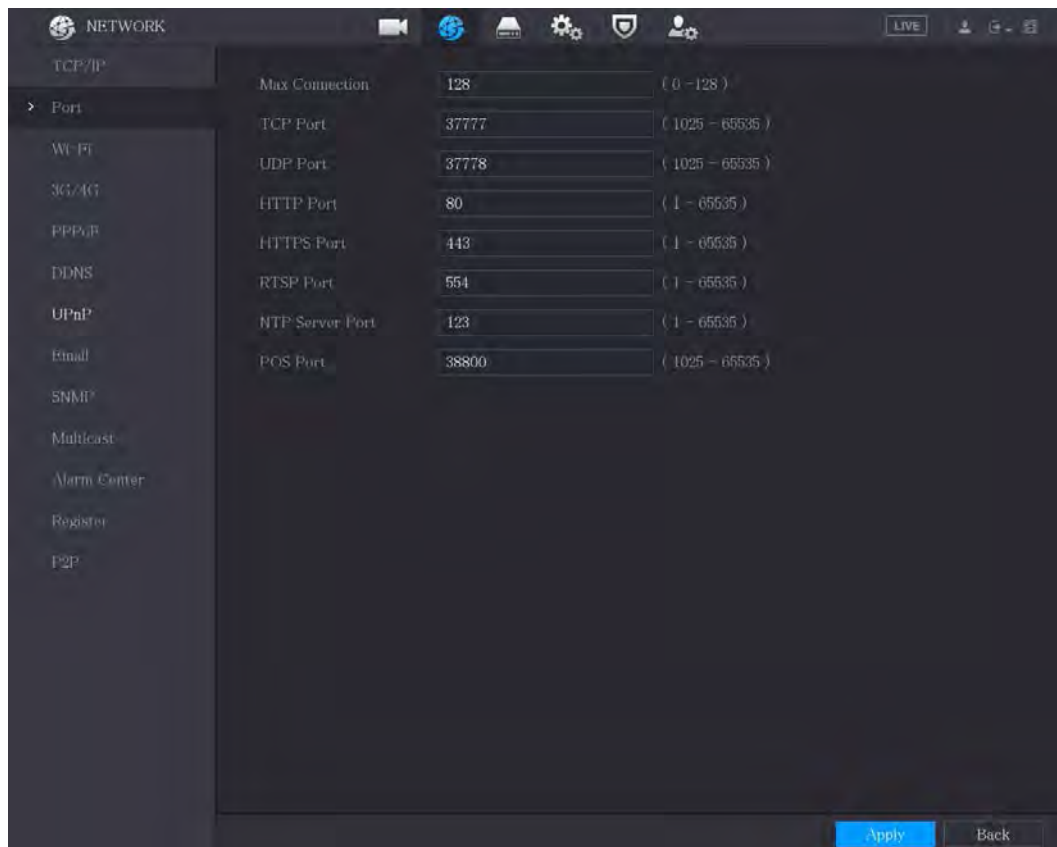 NETWORK LIVE
TCP/IP
Port
Wi-Fi
3G/4G
PPPoE
DDNS
UPnP
Email
SNMP
Multicast
Alarm Center
Register
P2P
Max Connection 128 ( 0 -128 )
TCP Port 37777 ( 1025 - 65535 )
UDP Port 37778 ( 1025 - 65535 )
HTTP Port 80 ( 1 - 65535 )
HTTPS Port 443 ( 1 - 65535 )
RTSP Port 554 ( 1 - 65535 )
NTP Server Port 123 ( 1 - 65535 )
POS Port 38800 ( 1025 - 65535 )
Apply Back